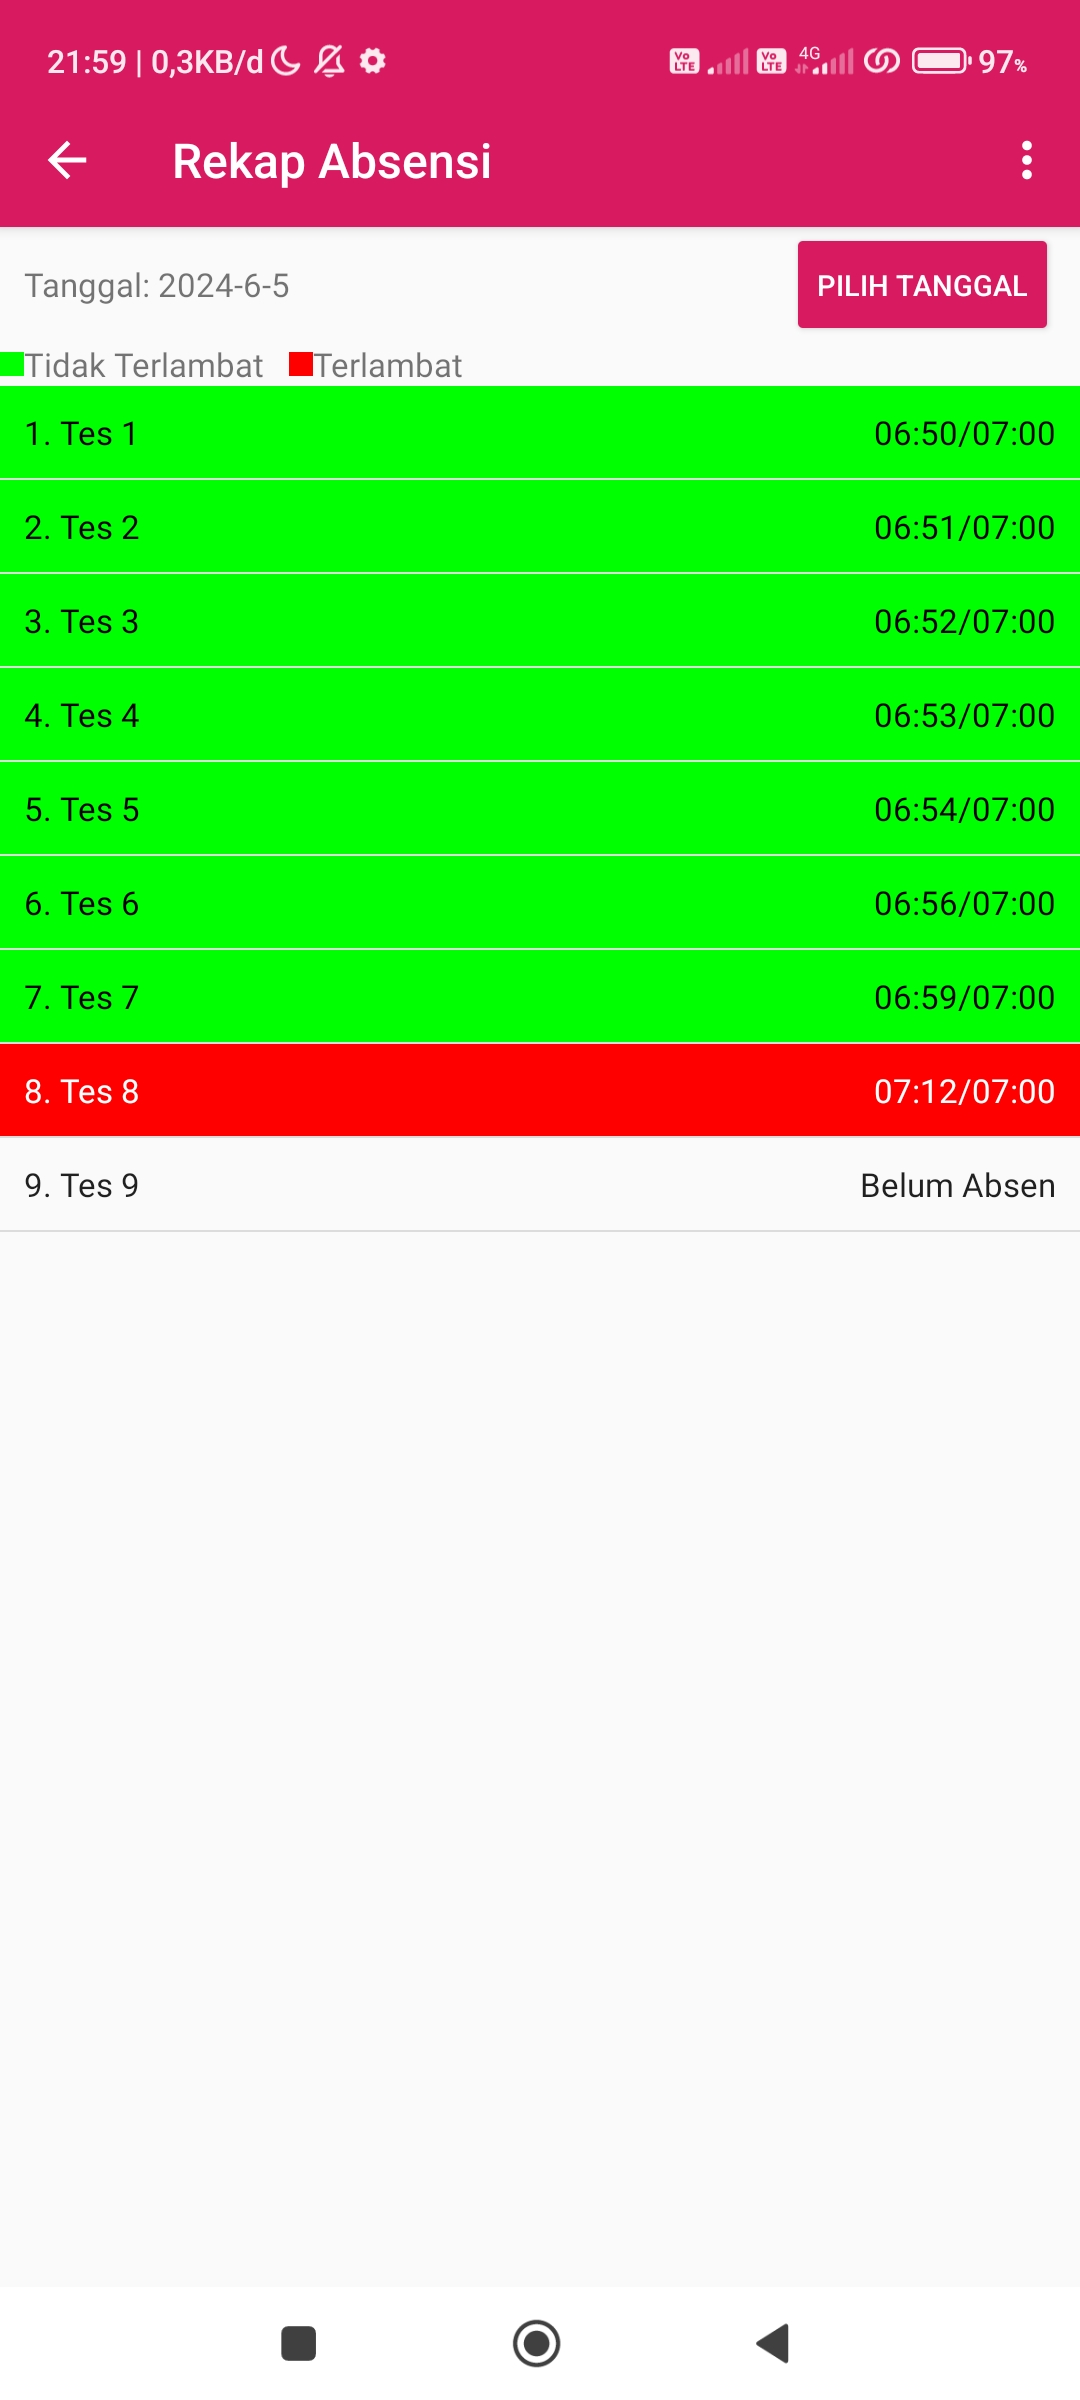 21:59 | 0,3KB/d Vo LTE Vo LTE 4G 97%
Rekap Absensi
Tanggal: 2024-6-5 PILIH TANGGAL
Tidak Terlambat Terlambat
1. Tes 1 06:50/07:00
2. Tes 2 06:51/07:00
3. Tes 3 06:52/07:00
4. Tes 4 06:53/07:00
5. Tes 5 06:54/07:00
6. Tes 6 06:56/07:00
7. Tes 7 06:59/07:00
8. Tes 8 07:12/07:00
9. Tes 9 Belum Absen